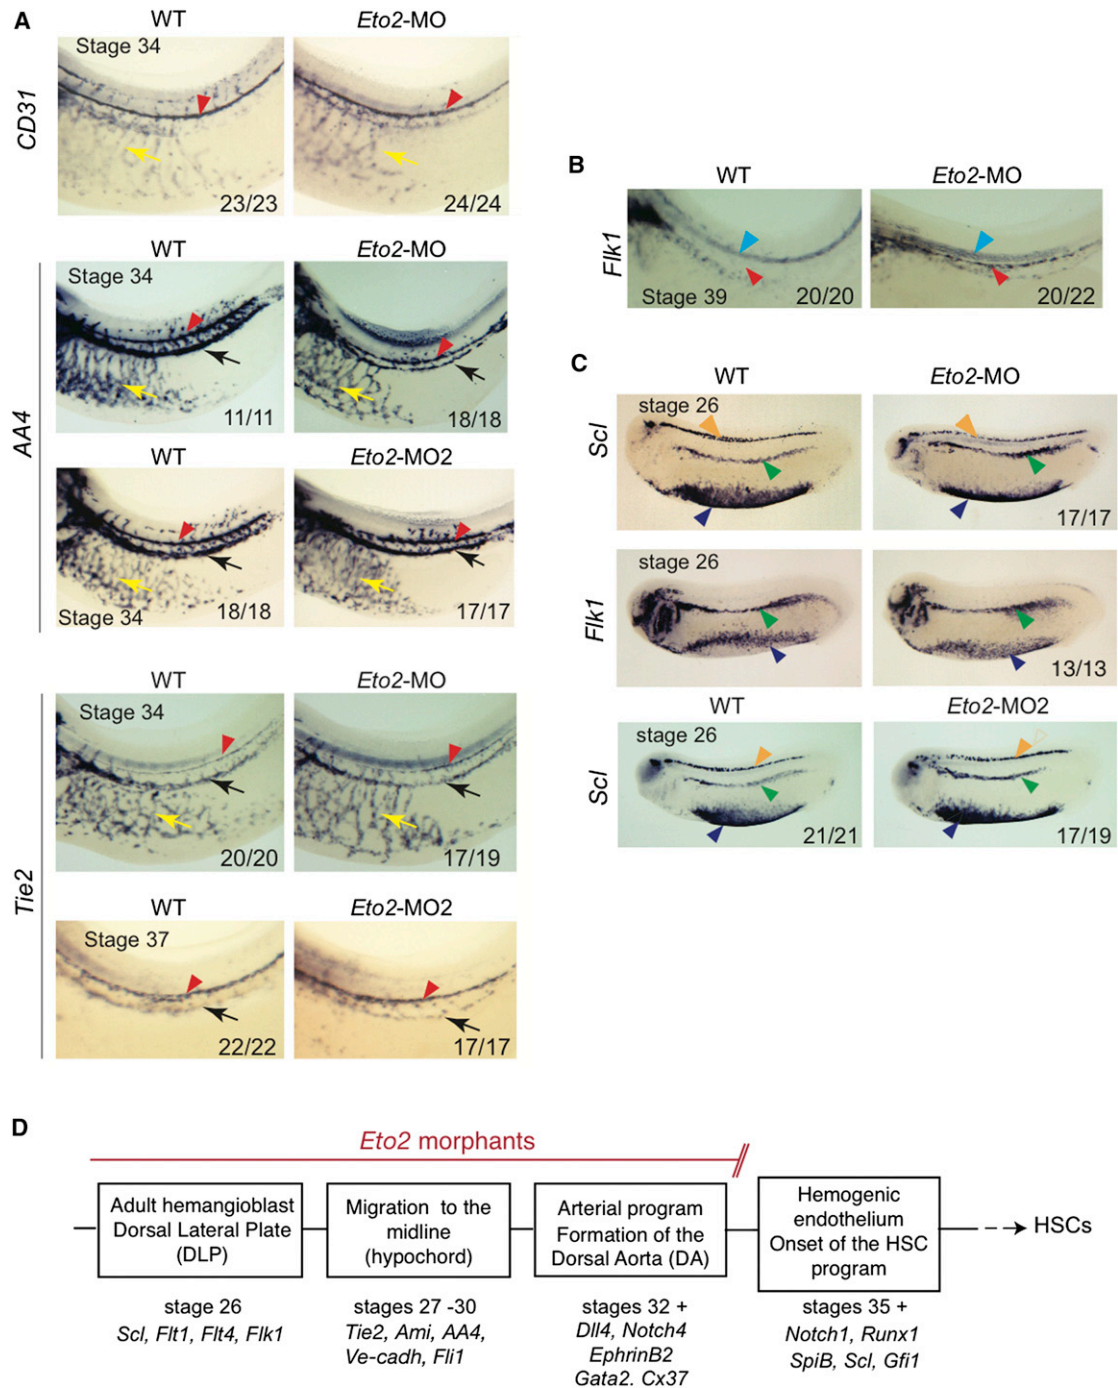 A
WT
Eto2-MO
CD31
Stage 34
23/23
24/24
WT
Eto2-MO
AA4
Stage 34
11/11
18/18
WT
Eto2-MO2
Stage 34
18/18
17/17
WT
Eto2-MO
Tie2
Stage 34
20/20
17/19
WT
Eto2-MO2
Stage 37
22/22
17/17
B
WT
Eto2-MO
Flk1
Stage 39
20/20
20/22
C
WT
Eto2-MO
Scl
stage 26
17/17
Flk1
stage 26
13/13
WT
Eto2-MO2
Scl
stage 26
21/21
17/19
D
Eto2 morphants
Adult hemangioblast
Dorsal Lateral Plate
(DLP)
stage 26
Scl, Flt1, Flt4, Flk1
Migration to the
midline
(hypochord)
stages 27 -30
Tie2, Ami, AA4,
Ve-cadh, Fli1
Arterial program
Formation of the
Dorsal Aorta (DA)
stages 32 +
Dll4, Notch4
EphrinB2
Gata2. Cx37
Hemogenic
endothelium
Onset of the HSC
program
stages 35 +
Notch1, Runx1
SpiB, Scl, Gfi1
HSCs